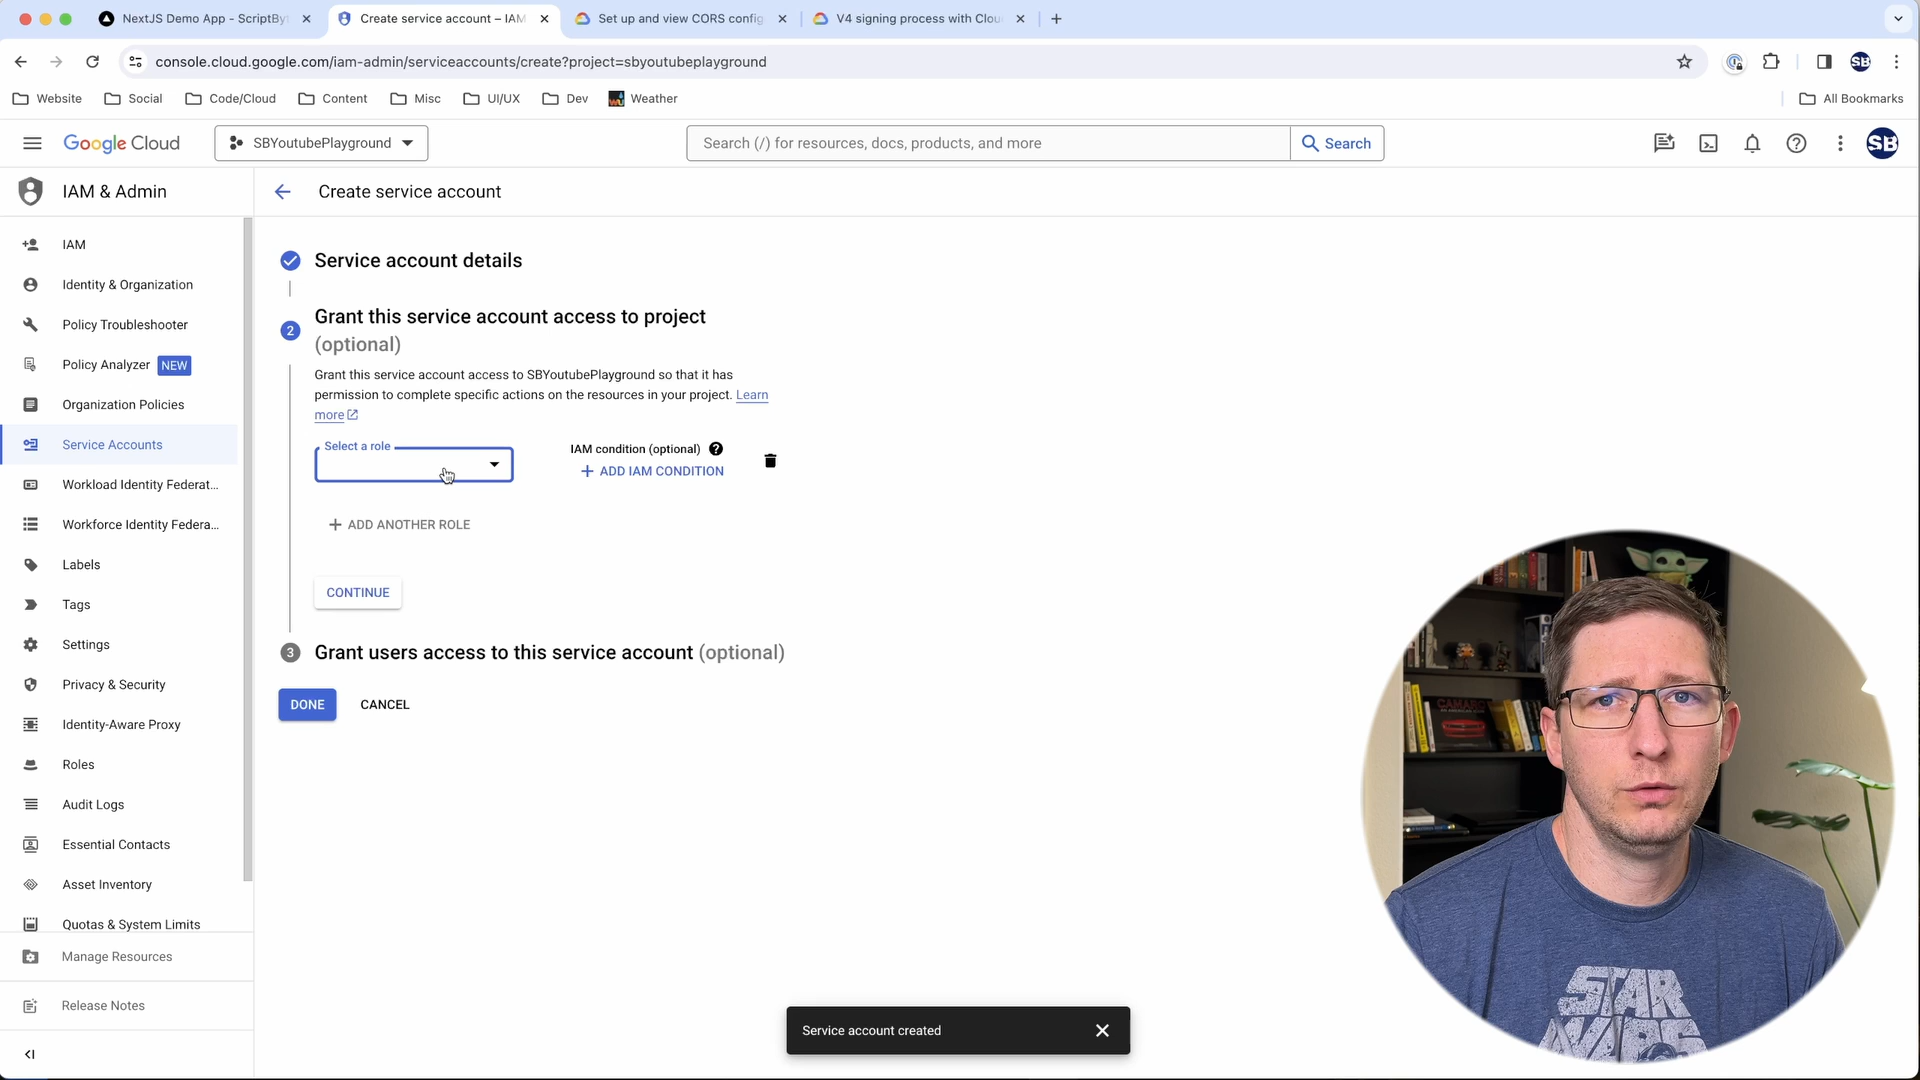 NextJS Demo App - ScriptBy
Create service account – IAM
Set up and view CORS config
V4 signing process with Clou
console.cloud.google.com/iam-admin/serviceaccounts/create?project=sbyoutubeplayground
SB
Website
Social
Code/Cloud
Content
Misc
UI/UX
Dev
Weather
All Bookmarks
Google Cloud
SBYoutubePlayground
Search (/) for resources, docs, products, and more
Search
SB
IAM & Admin
Create service account
IAM
Identity & Organization
Policy Troubleshooter
Policy Analyzer NEW
Organization Policies
Service Accounts
Workload Identity Federat...
Workforce Identity Federa...
Labels
Tags
Settings
Privacy & Security
Identity-Aware Proxy
Roles
Audit Logs
Essential Contacts
Asset Inventory
Quotas & System Limits
Manage Resources
Release Notes
Service account details
2
Grant this service account access to project
(optional)
Grant this service account access to SBYoutubePlayground so that it has
permission to complete specific actions on the resources in your project. Learn
more
Select a role
IAM condition (optional)
+ ADD IAM CONDITION
+ ADD ANOTHER ROLE
CONTINUE
3
Grant users access to this service account (optional)
DONE
CANCEL
Service account created
CAMARO
STAR
WARS